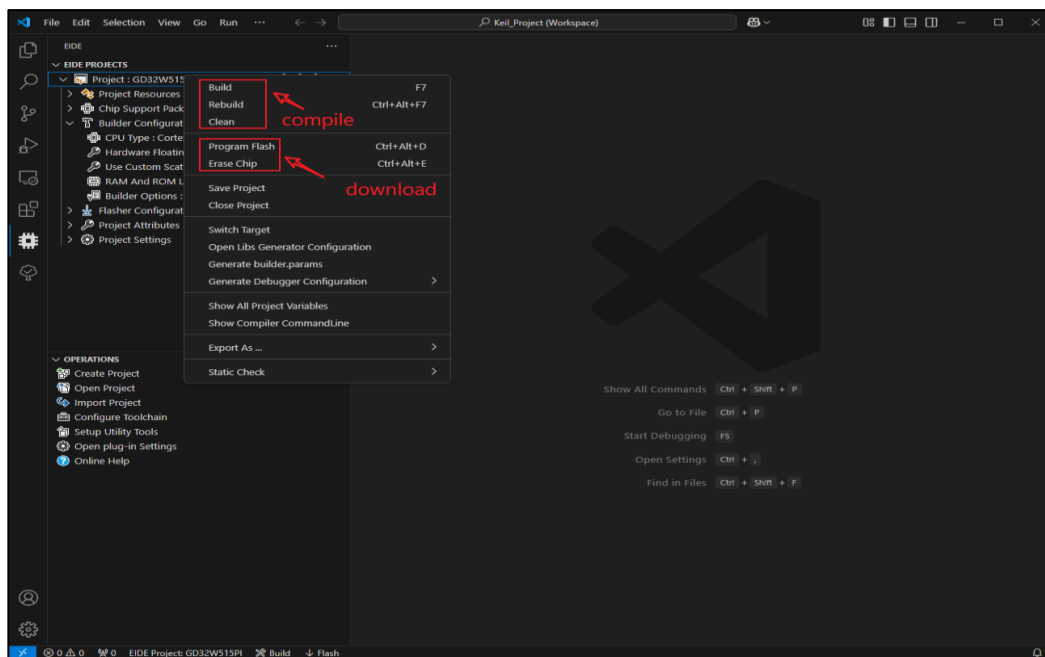 File Edit Selection View Go Run ··· Keil_Project (Workspace)
EIDE ···
EIDE PROJECTS
Project : GD32W515
Project Resources
Chip Support Pack
Builder Configurat
CPU Type : Corte
Hardware Floatin
Use Custom Scat
RAM And ROM L
Builder Options :
Flasher Configurat
Project Attributes
Project Settings
Build F7
Rebuild Ctrl+Alt+F7
Clean
compile
Program Flash Ctrl+Alt+D
Erase Chip Ctrl+Alt+E
download
Save Project
Close Project
Switch Target
Open Libs Generator Configuration
Generate builder.params
Generate Debugger Configuration
Show All Project Variables
Show Compiler CommandLine
Export As ...
Static Check
OPERATIONS
Create Project
Open Project
Import Project
Configure Toolchain
Setup Utility Tools
Open plug-in Settings
Online Help
Show All Commands Ctrl + Shift + P
Go to File Ctrl + P
Start Debugging F5
Open Settings Ctrl + ,
Find in Files Ctrl + Shift + F
0 0 0 EIDE Project: GD32W515PI Build Flash